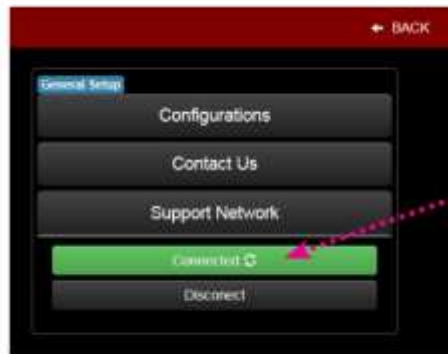 BACK
General Setup
Configurations
Contact Us
Support Network
Connected
Disconect